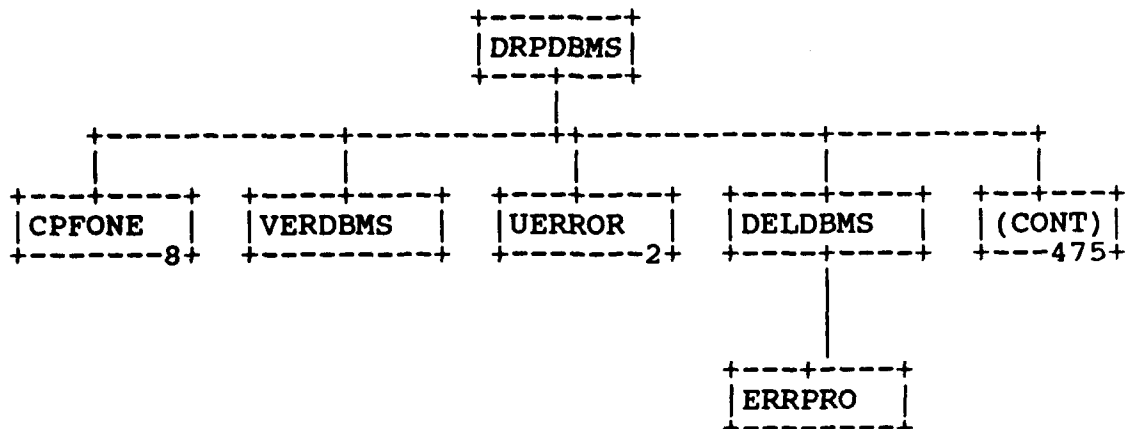 DRPDBMS
CPFONE VERDBMS UERROR DELDBMS (CONT)
8 2 475
ERRPRO